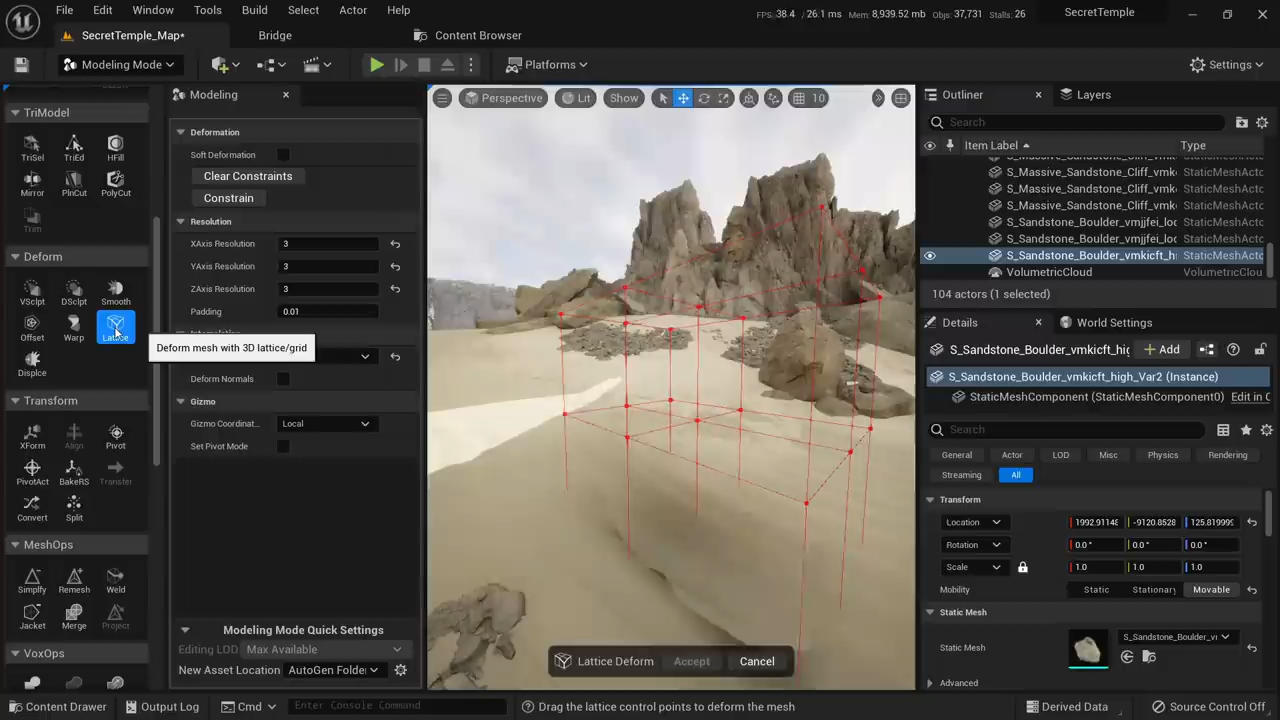 File Edit Window Tools Build Select Actor Help
FPS: 38.4 / 26.1 ms Mem: 8,939.52 mb Objs: 37,731 Stalls: 26
SecretTemple
SecretTemple_Map*
Bridge
Content Browser
Modeling Mode
Platforms
Settings
TriModel
TriSel TriEd HFill
Mirror PlnCut PolyCut
Trim
Deform
VSclpt DSclpt Smooth
Offset Warp Lattice
Displce
Transform
XForm Align Pivot
PivotAct BakeRS Transfer
Convert Split
MeshOps
Simplfy Remesh Weld
Jacket Merge Project
VoxOps
Modeling
Deformation
Soft Deformation
Clear Constraints
Constrain
Resolution
XAxis Resolution 3
YAxis Resolution 3
ZAxis Resolution 3
Padding 0.01
Deform mesh with 3D lattice/grid
Deform Normals
Gizmo
Gizmo Coordinat.. Local
Set Pivot Mode
Modeling Mode Quick Settings
Editing LOD Max Available
New Asset Location AutoGen Folder
Perspective Lit Show 10
Lattice Deform Accept Cancel
Outliner Layers
Search
Item Label Type
S_Massive_Sandstone_Cliff_vmk StaticMeshActo
S_Massive_Sandstone_Cliff_vmk StaticMeshActo
S_Massive_Sandstone_Cliff_vmk StaticMeshActo
S_Sandstone_Boulder_vmjjfei_loc StaticMeshActo
S_Sandstone_Boulder_vmjjfei_loc StaticMeshActo
S_Sandstone_Boulder_vmkicft_hi StaticMeshActo
VolumetricCloud VolumetricClou
104 actors (1 selected)
Details World Settings
S_Sandstone_Boulder_vmkicft_hig Add
S_Sandstone_Boulder_vmkicft_high_Var2 (Instance)
StaticMeshComponent (StaticMeshComponent0) Edit in C
Search
General Actor LOD Misc Physics Rendering
Streaming All
Transform
Location 1992.91148 -9120.8528 125.819999
Rotation 0.0 ° 0.0 ° 0.0 °
Scale 1.0 1.0 1.0
Mobility Static Stationary Movable
Static Mesh
Static Mesh S_Sandstone_Boulder_vr
Advanced
Content Drawer Output Log Cmd Enter Console Command
Drag the lattice control points to deform the mesh
Derived Data Source Control Off